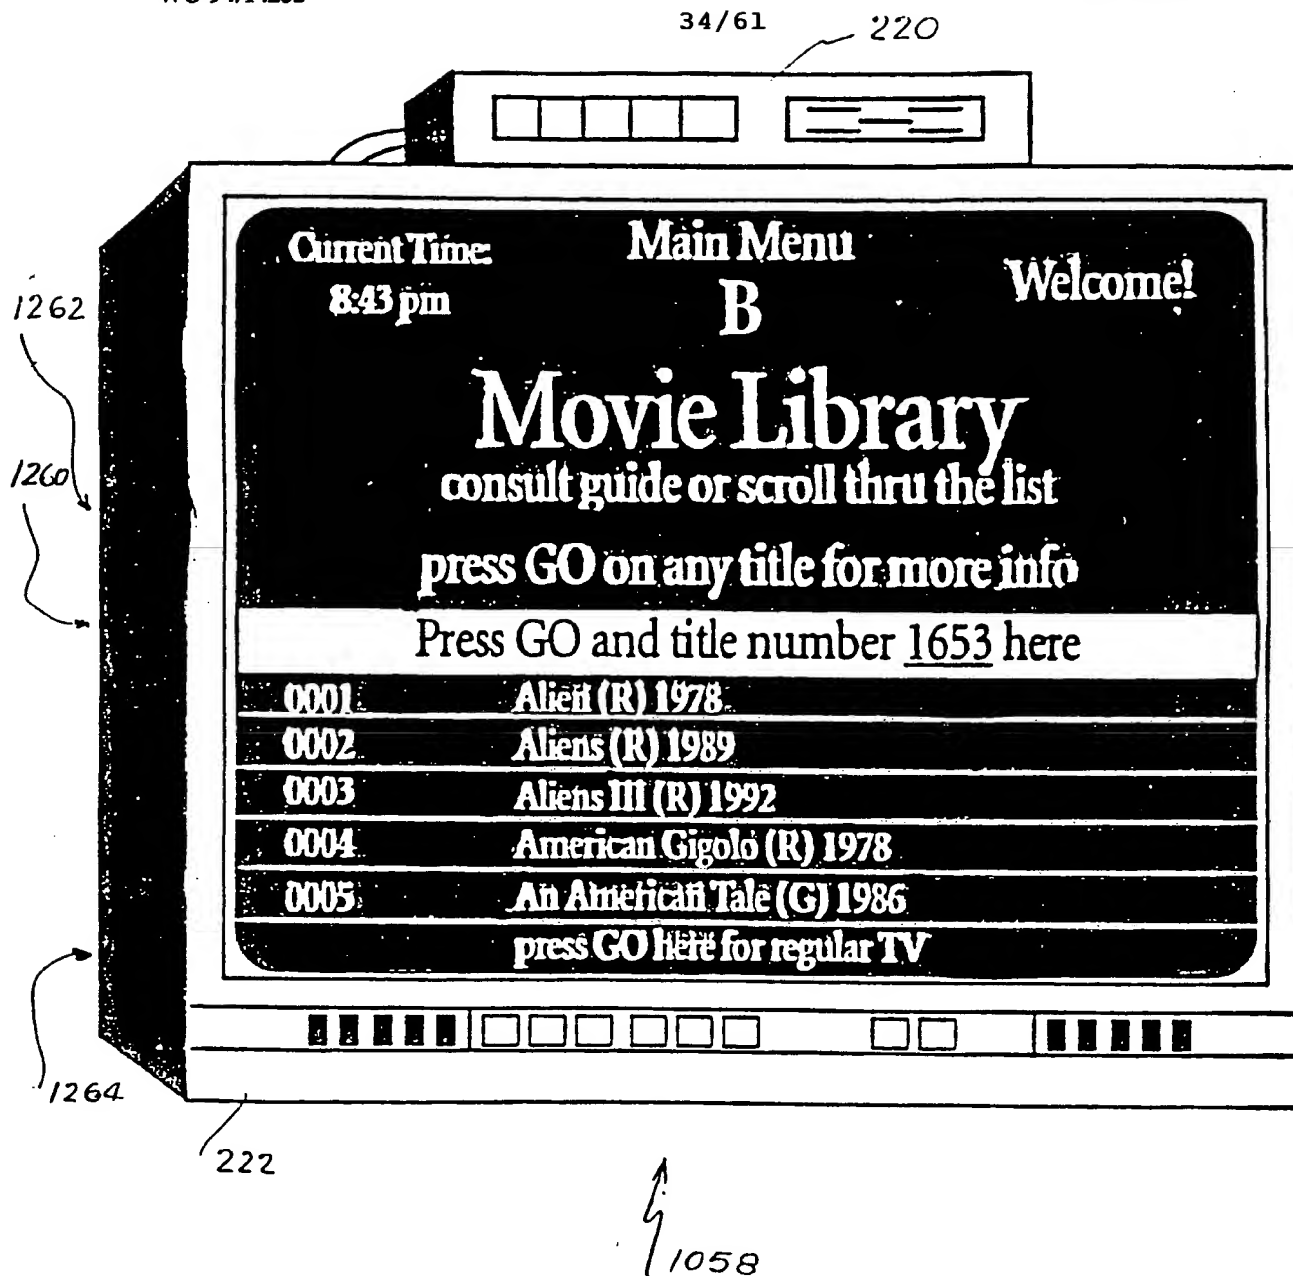 34/61
220
Current Time:
8:43 pm
Main Menu
B
Welcome!
Movie Library
consult guide or scroll thru the list
press GO on any title for more info
Press GO and title number 1653 here
0001 Alien (R) 1978
0002 Aliens (R) 1989
0003 Aliens III (R) 1992
0004 American Gigolo (R) 1978
0005 An American Tale (G) 1986
press GO here for regular TV
1262
1260
1264
222
1058